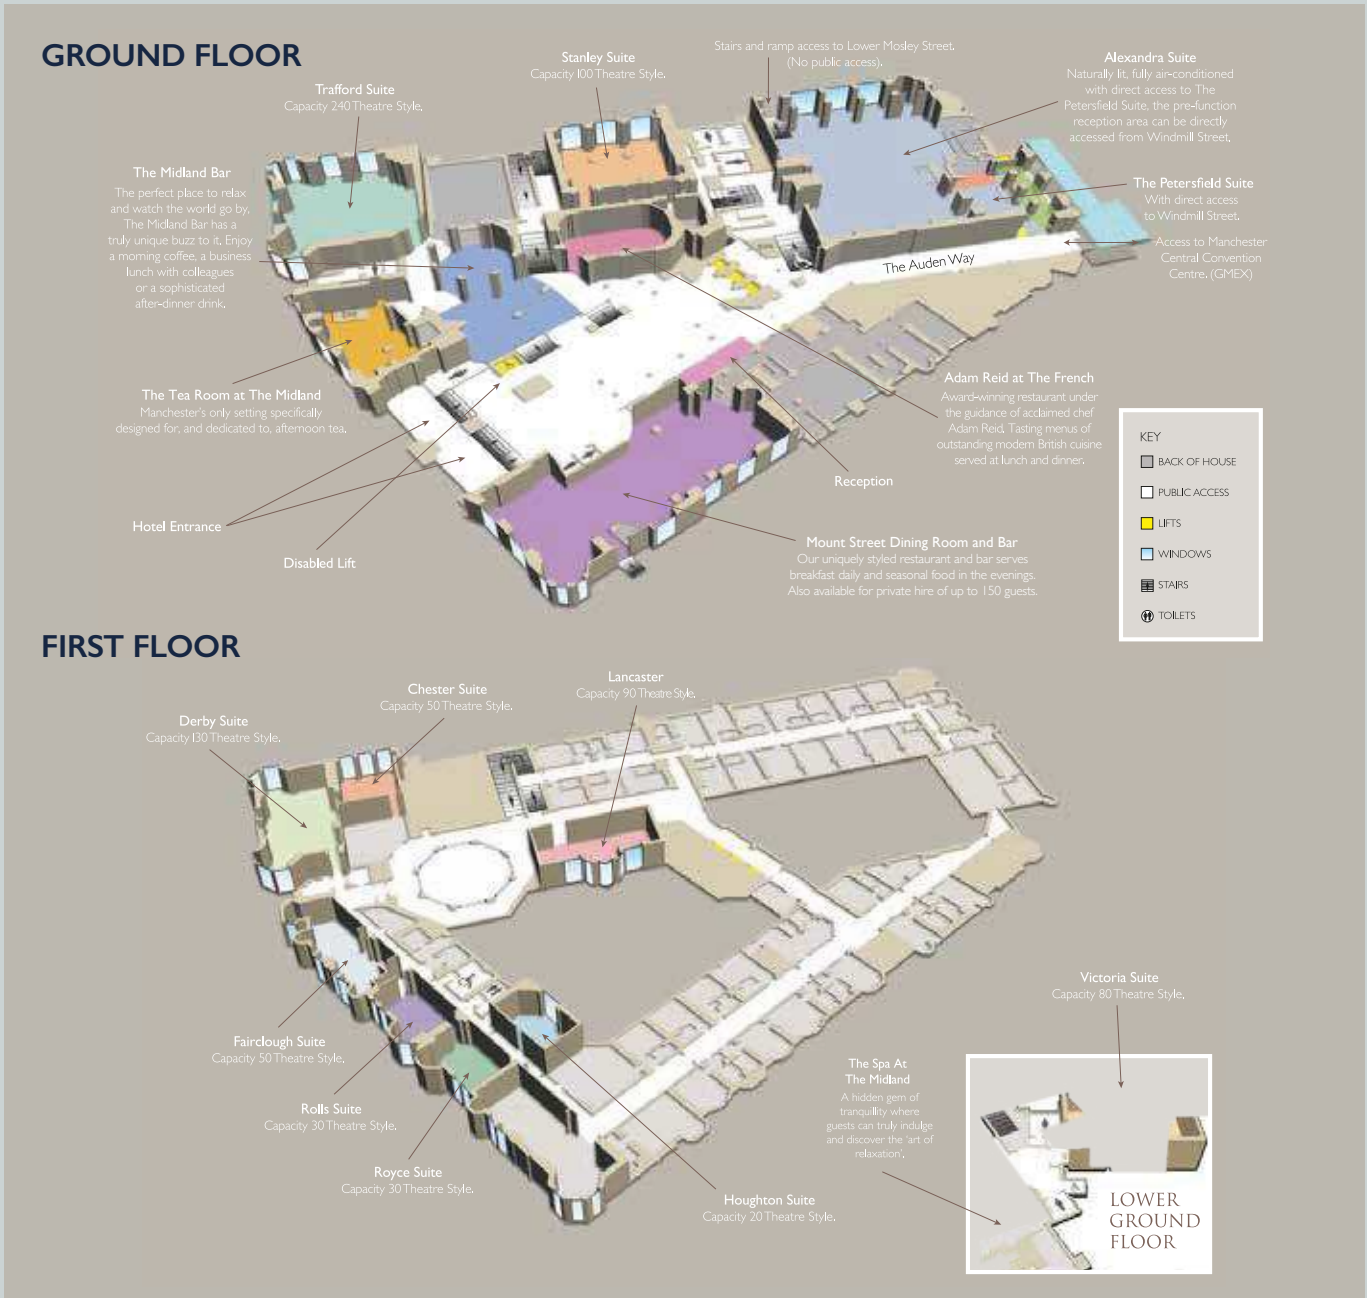 GROUND FLOOR
Stanley Suite
Capacity 100 Theatre Style.
Stairs and ramp access to Lower Mosley Street.
(No public access).
Alexandra Suite
Naturally lit, fully air-conditioned
with direct access to The
Petersfield Suite, the pre-function
reception area can be directly
accessed from Windmill Street.
Trafford Suite
Capacity 240 Theatre Style.
The Midland Bar
The perfect place to relax
and watch the world go by.
The Midland Bar has a
truly unique buzz to it. Enjoy
a morning coffee, a business
lunch with colleagues
or a sophisticated
after-dinner drink.
The Petersfield Suite
With direct access
to Windmill Street.
Access to Manchester
Central Convention
Centre. (GMEX)
The Auden Way
The Tea Room at The Midland
Manchester's only setting specifically
designed for, and dedicated to, afternoon tea.
Adam Reid at The French
Award-winning restaurant under
the guidance of acclaimed chef
Adam Reid. Tasting menus of
outstanding modern British cuisine
served at lunch and dinner.
Reception
Hotel Entrance
Disabled Lift
Mount Street Dining Room and Bar
Our uniquely styled restaurant and bar serves
breakfast daily and seasonal food in the evenings.
Also available for private hire of up to 150 guests.
KEY
BACK OF HOUSE
PUBLIC ACCESS
LIFTS
WINDOWS
STAIRS
TOILETS
FIRST FLOOR
Lancaster
Capacity 90 Theatre Style.
Chester Suite
Capacity 50 Theatre Style.
Derby Suite
Capacity 130 Theatre Style.
Fairclough Suite
Capacity 50 Theatre Style.
Rolls Suite
Capacity 30 Theatre Style.
Royce Suite
Capacity 30 Theatre Style.
Houghton Suite
Capacity 20 Theatre Style.
Victoria Suite
Capacity 80 Theatre Style.
The Spa At
The Midland
A hidden gem of
tranquillity where
guests can truly indulge
and discover the 'art of
relaxation'.
LOWER
GROUND
FLOOR